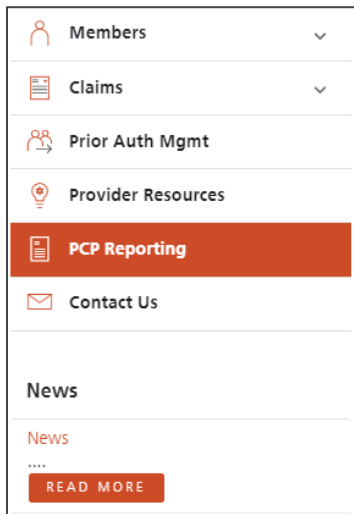 Members
Claims
Prior Auth Mgmt
Provider Resources
PCP Reporting
Contact Us
News
News
....
READ MORE